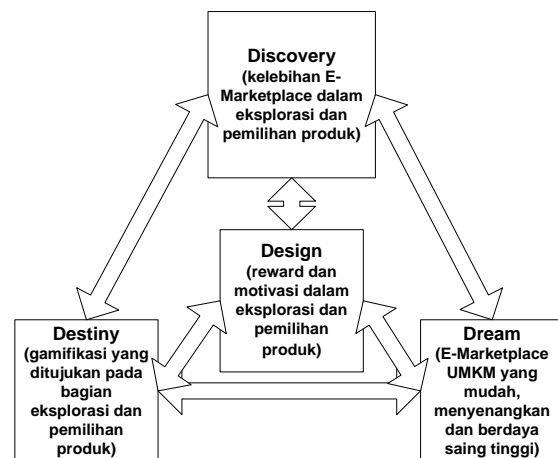 Discovery
(kelebihan E-
Marketplace dalam
eksplorasi dan
pemilihan produk)
Design
(reward dan
motivasi dalam
eksplorasi dan
pemilihan
produk)
Destiny
(gamifikasi yang
ditujukan pada
bagian
eksplorasi dan
pemilihan
produk)
Dream
(E-Marketplace
UMKM yang
mudah,
menyenangkan
dan berdaya
saing tinggi)